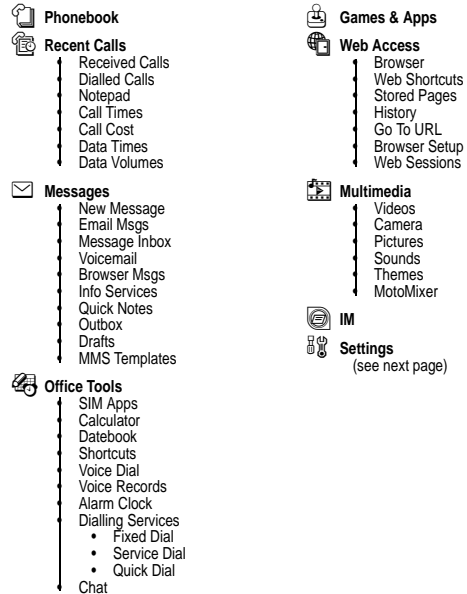 Phonebook
Recent Calls
• Received Calls
• Dialled Calls
• Notepad
• Call Times
• Call Cost
• Data Times
• Data Volumes
Messages
• New Message
• Email Msgs
• Message Inbox
• Voicemail
• Browser Msgs
• Info Services
• Quick Notes
• Outbox
• Drafts
• MMS Templates
Office Tools
• SIM Apps
• Calculator
• Datebook
• Shortcuts
• Voice Dial
• Voice Records
• Alarm Clock
• Dialling Services
• Fixed Dial
• Service Dial
• Quick Dial
• Chat
Games & Apps
Web Access
• Browser
• Web Shortcuts
• Stored Pages
• History
• Go To URL
• Browser Setup
• Web Sessions
Multimedia
• Videos
• Camera
• Pictures
• Sounds
• Themes
• MotoMixer
IM
Settings
(see next page)